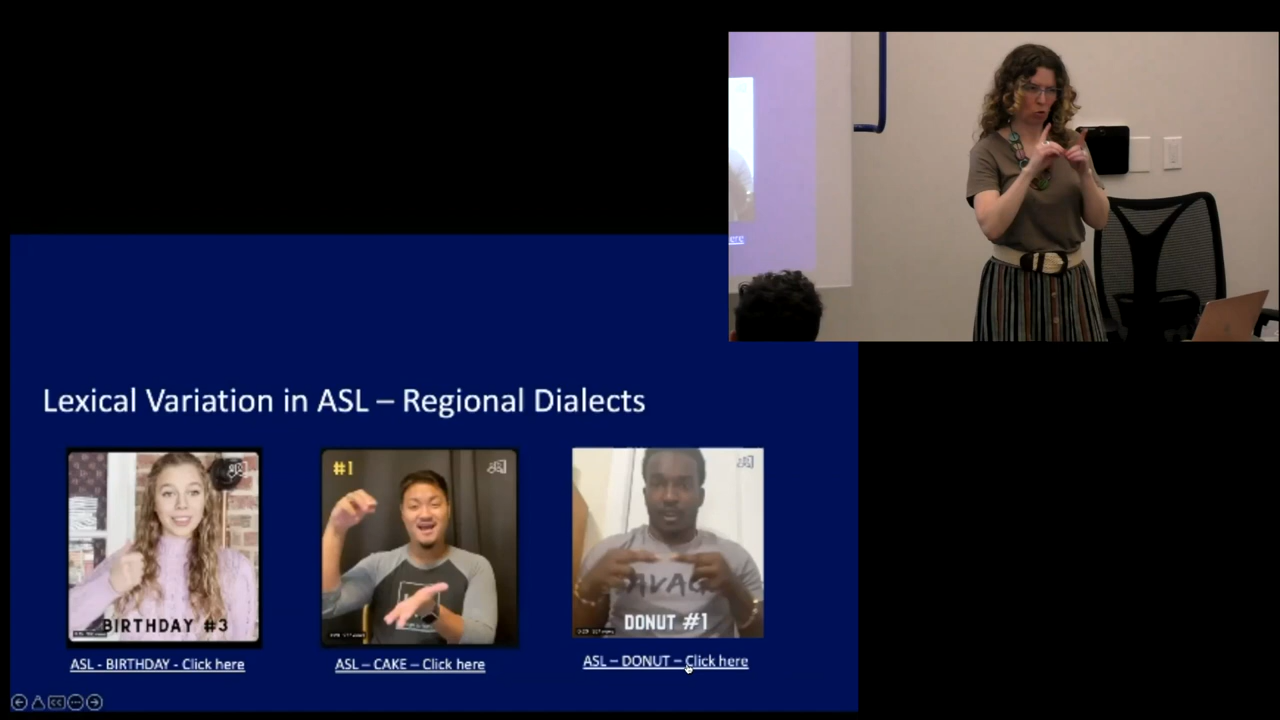 Lexical Variation in ASL – Regional Dialects
BIRTHDAY #3
#1
AVAG
DONUT #1
ASL - BIRTHDAY - Click here
ASL – CAKE – Click here
ASL – DONUT – Click here